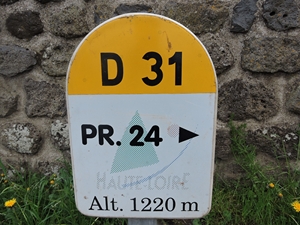 D 31
PR. 24
HAUTE-LOIRE
Alt. 1220 m